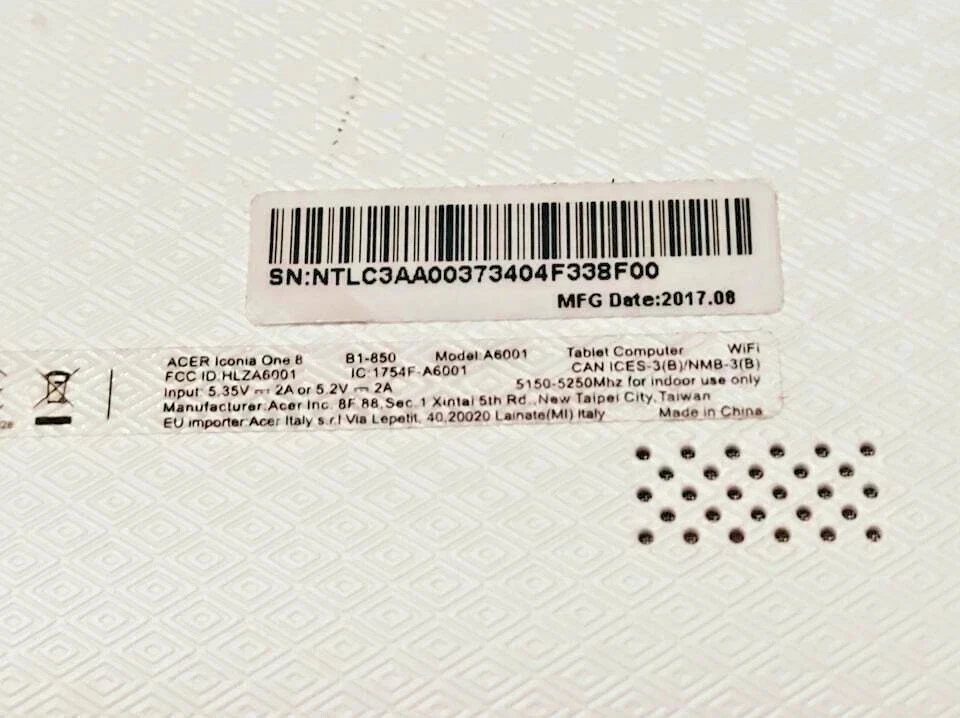 SN:NTLC3AA00373404F338F00
MFG Date:2017.08
ACER Iconia One 8 B1-850 Model:A6001 Tablet Computer WiFi
FCC ID:HLZA6001 IC:1754F-A6001 CAN ICES-3(B)/NMB-3(B)
Input: 5.35V⎓2A or 5.2V⎓2A 5150-5250Mhz for indoor use only
Manufacturer:Acer Inc. 8F 88,Sec.1 Xintai 5th Rd., New Taipei City,Taiwan
EU importer:Acer Italy s.r.l Via Lepetit, 40,20020 Lainate(MI) Italy Made in China